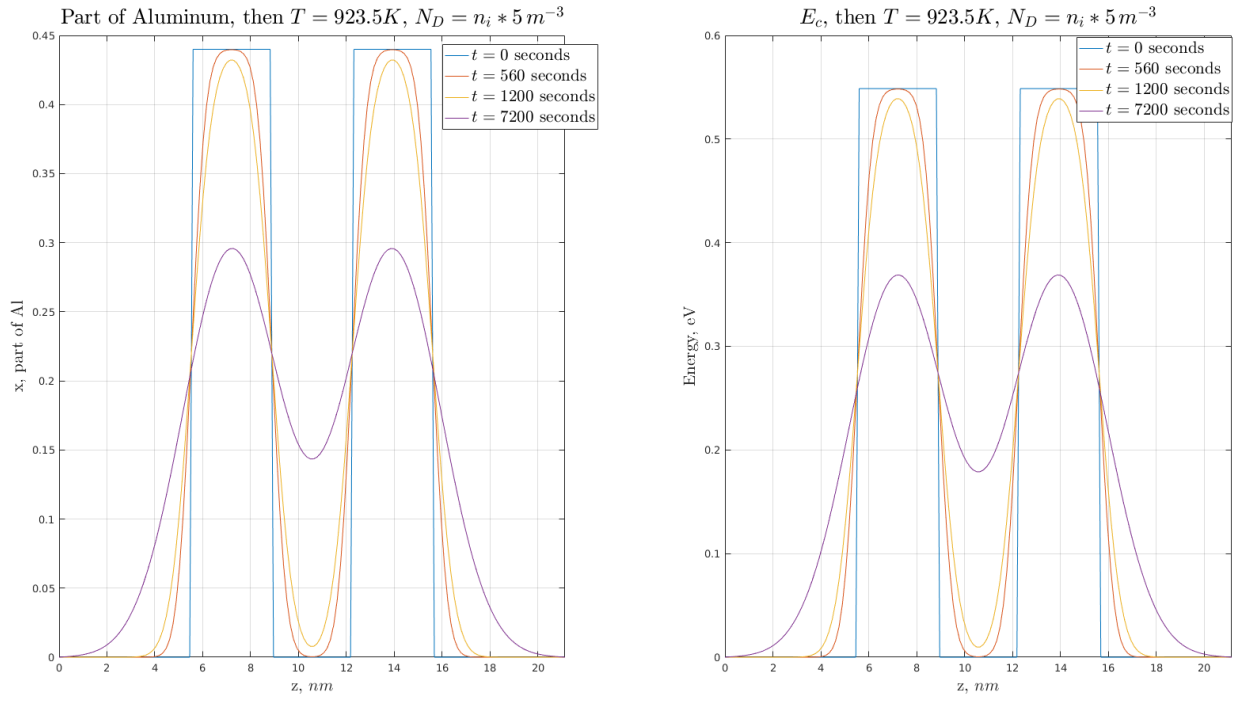 Part of Aluminum, then T = 923.5K, N_D = n_i * 5 m^{-3}
0.45
0.4
0.35
0.3
0.25
0.2
0.15
0.1
0.05
0
x, part of Al
t = 0 seconds
t = 560 seconds
t = 1200 seconds
t = 7200 seconds
0 2 4 6 8 10 12 14 16 18 20
z, nm
E_c, then T = 923.5K, N_D = n_i * 5 m^{-3}
0.6
0.5
0.4
0.3
0.2
0.1
0
Energy, eV
t = 0 seconds
t = 560 seconds
t = 1200 seconds
t = 7200 seconds
0 2 4 6 8 10 12 14 16 18 20
z, nm